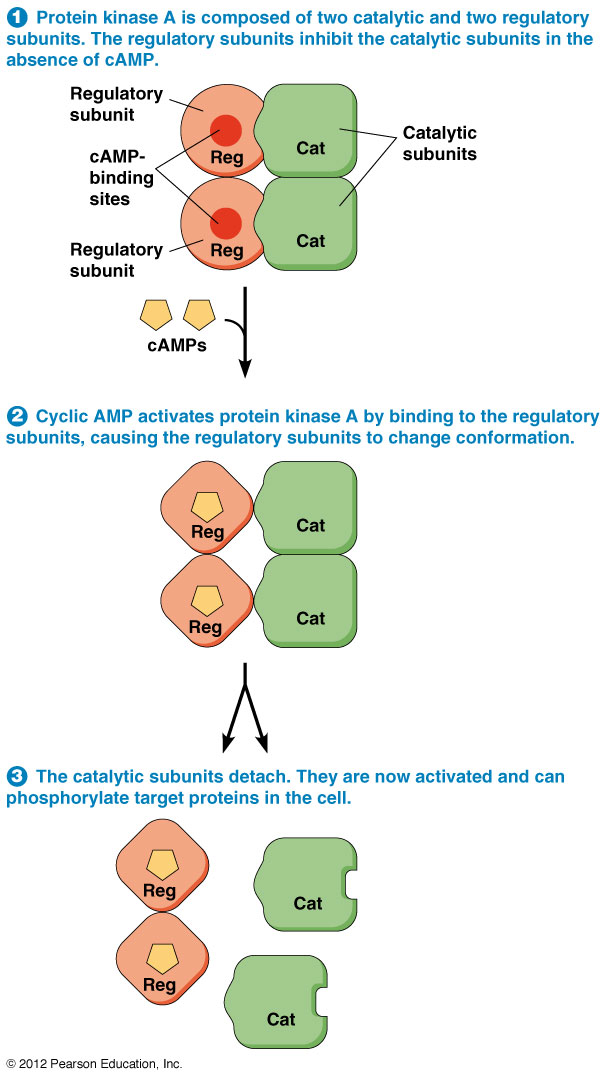 1 Protein kinase A is composed of two catalytic and two regulatory
subunits. The regulatory subunits inhibit the catalytic subunits in the
absence of cAMP.
Regulatory
subunit
Reg
Cat
Catalytic
subunits
cAMP-
binding
sites
Reg
Cat
Regulatory
subunit
cAMPs
2 Cyclic AMP activates protein kinase A by binding to the regulatory
subunits, causing the regulatory subunits to change conformation.
Reg
Cat
Reg
Cat
3 The catalytic subunits detach. They are now activated and can
phosphorylate target proteins in the cell.
Reg
Cat
Reg
Cat
© 2012 Pearson Education, Inc.